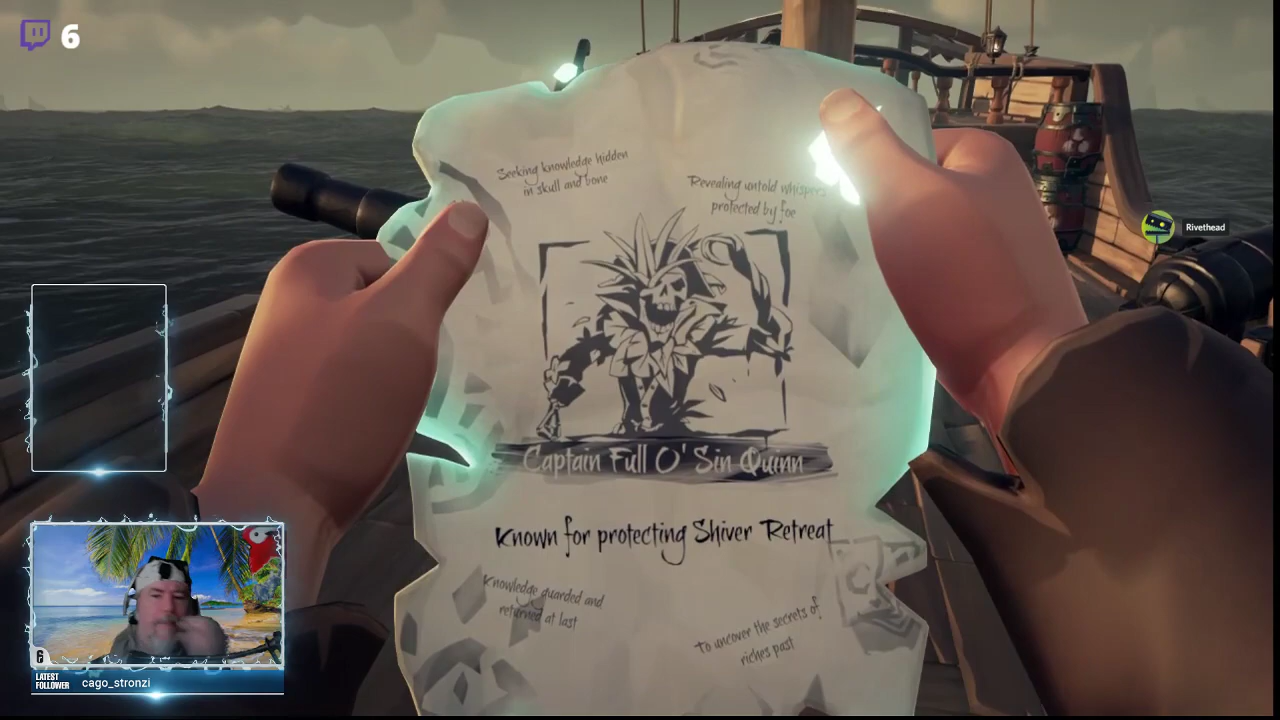 6
Seeking knowledge hidden
in skull and bone
Revealing untold whispers
protected by foe
Rivethead
Captain Full O' Sin Quinn
Known for protecting Shiver Retreat
Knowledge guarded and
returned at last
To uncover the secrets of
riches past
LATEST
FOLLOWER
cago_stronzi